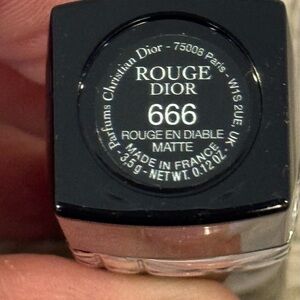 Parfums Christian Dior - 75008 Paris - W1S 2UE, UK
ROUGE
DIOR
666
ROUGE EN DIABLE
MATTE
MADE IN FRANCE
3,5 g - NET WT. 0.12 OZ.